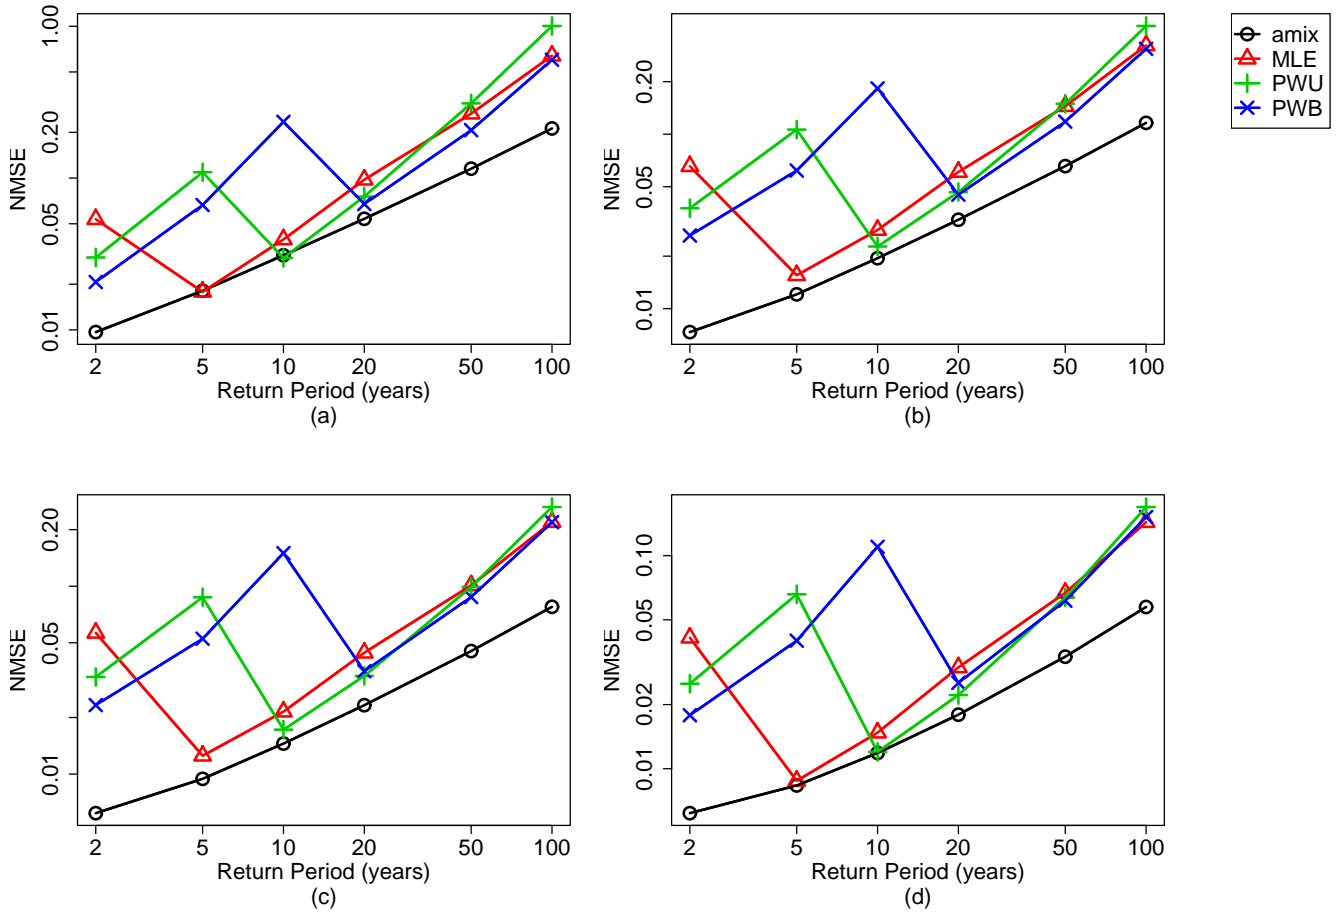 amix
MLE
PWU
PWB
NMSE
1.00
0.20
0.05
0.01
2 5 10 20 50 100
Return Period (years)
(a)
NMSE
0.20
0.05
0.01
2 5 10 20 50 100
Return Period (years)
(b)
NMSE
0.20
0.05
0.01
2 5 10 20 50 100
Return Period (years)
(c)
NMSE
0.10
0.05
0.02
0.01
2 5 10 20 50 100
Return Period (years)
(d)